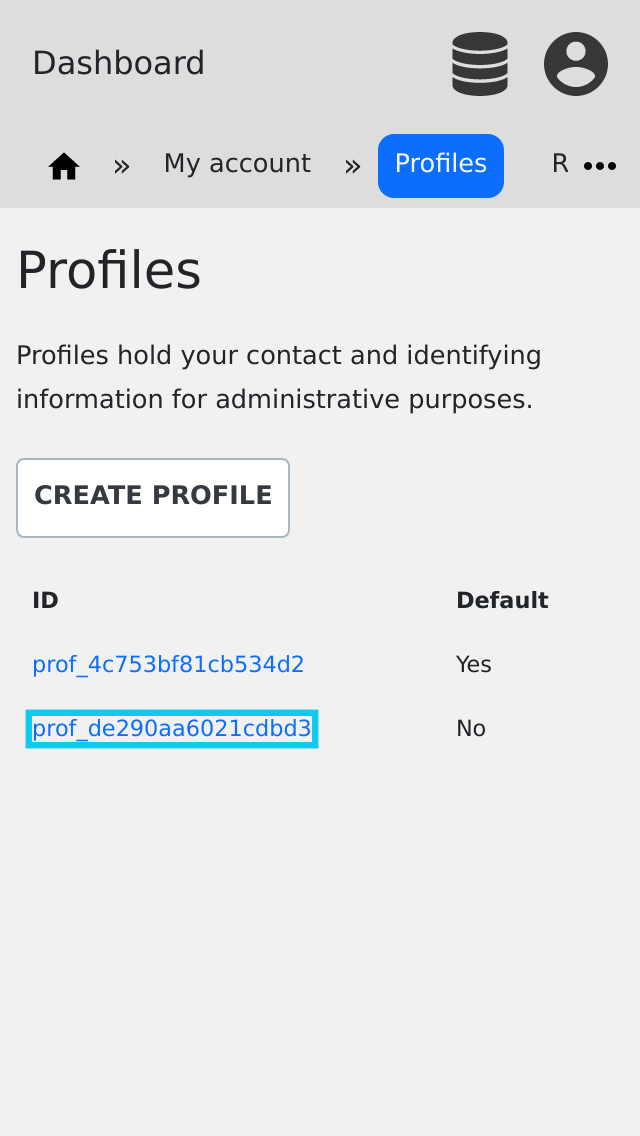 Dashboard
» My account » Profiles R
Profiles
Profiles hold your contact and identifying
information for administrative purposes.
CREATE PROFILE
ID Default
prof_4c753bf81cb534d2 Yes
prof_de290aa6021cdbd3 No